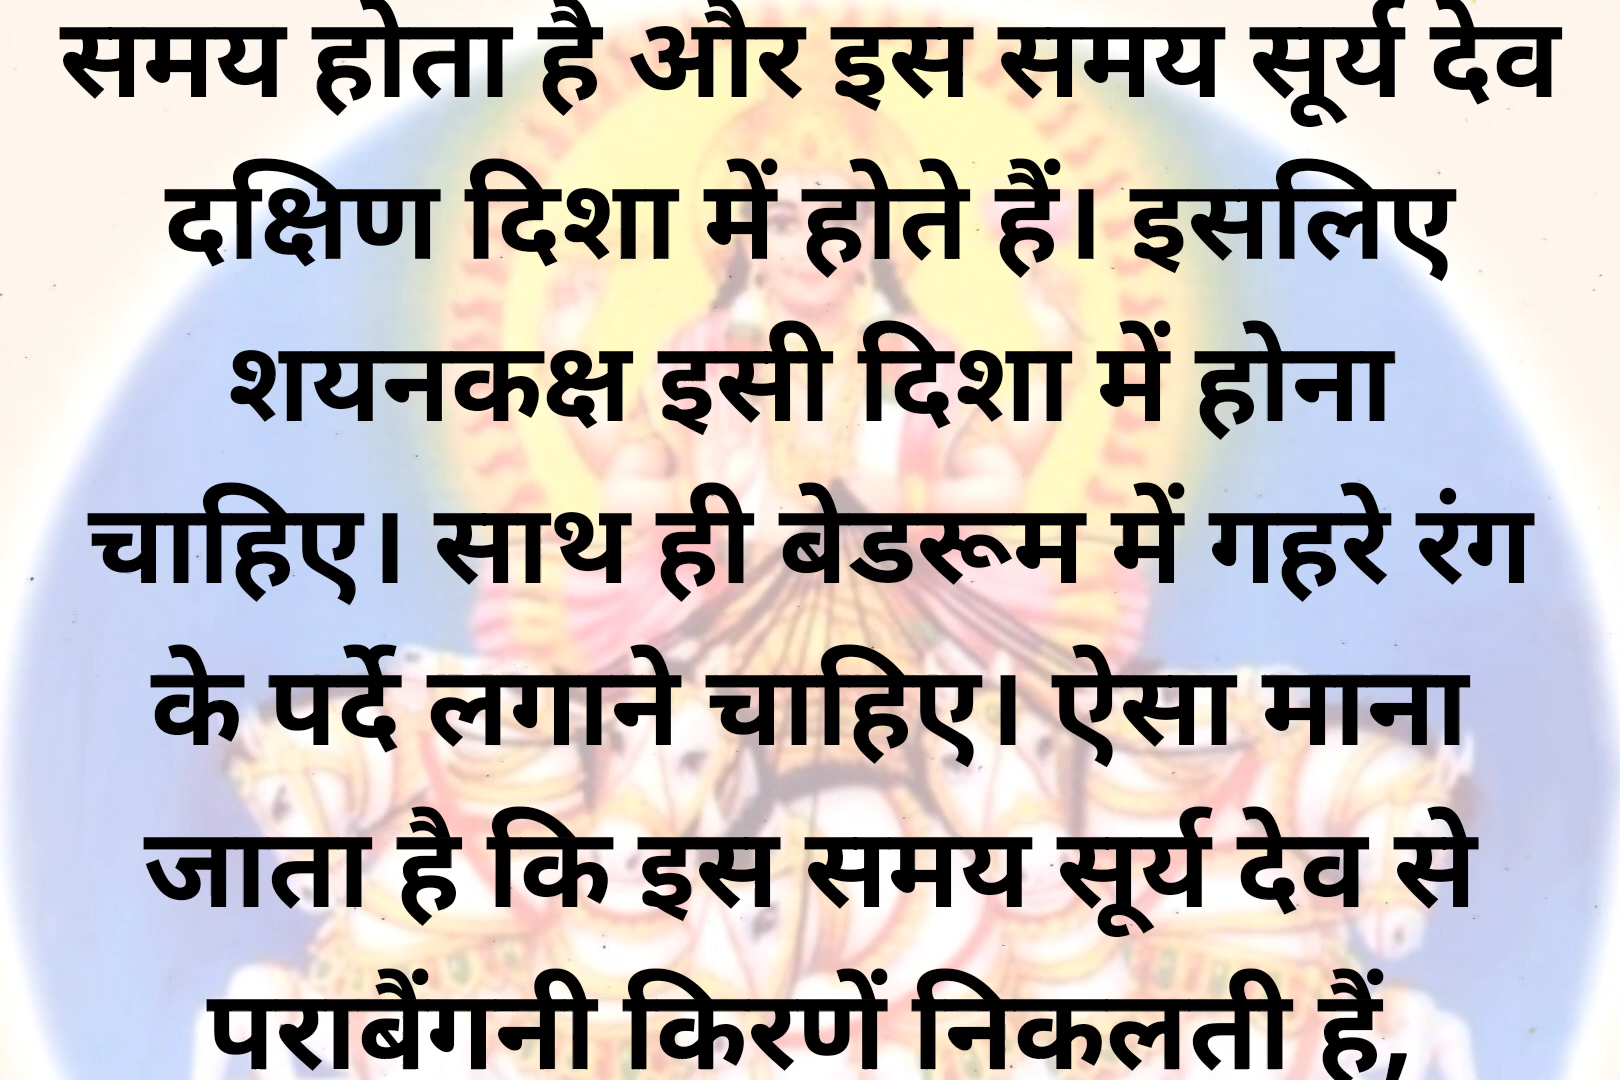 समय होता है और इस समय सूर्य देव
दक्षिण दिशा में होते हैं। इसलिए
शयनकक्ष इसी दिशा में होना
चाहिए। साथ ही बेडरूम में गहरे रंग
के पर्दे लगाने चाहिए। ऐसा माना
जाता है कि इस समय सूर्य देव से
पराबैंगनी किरणें निकलती हैं,